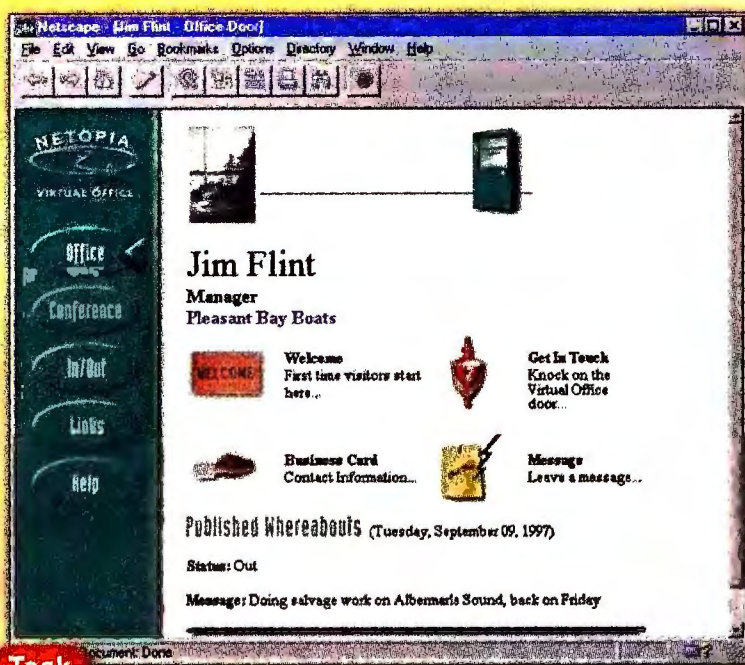 Netscape - [Jim Flint - Office Door]
File Edit View Go Bookmarks Options Directory Window Help
NETOPIA
VIRTUAL OFFICE
Office
Conference
In/Out
Links
Help
Jim Flint
Manager
Pleasant Bay Boats
WELCOME
Welcome
First time visitors start
here...
Get In Touch
Knock on the
Virtual Office
door...
Business Card
Contact Information...
Message
Leave a message...
Published Whereabouts (Tuesday, September 09, 1997)
Status: Out
Message: Doing salvage work on Albermarle Sound, back on Friday
Document: Done
Task